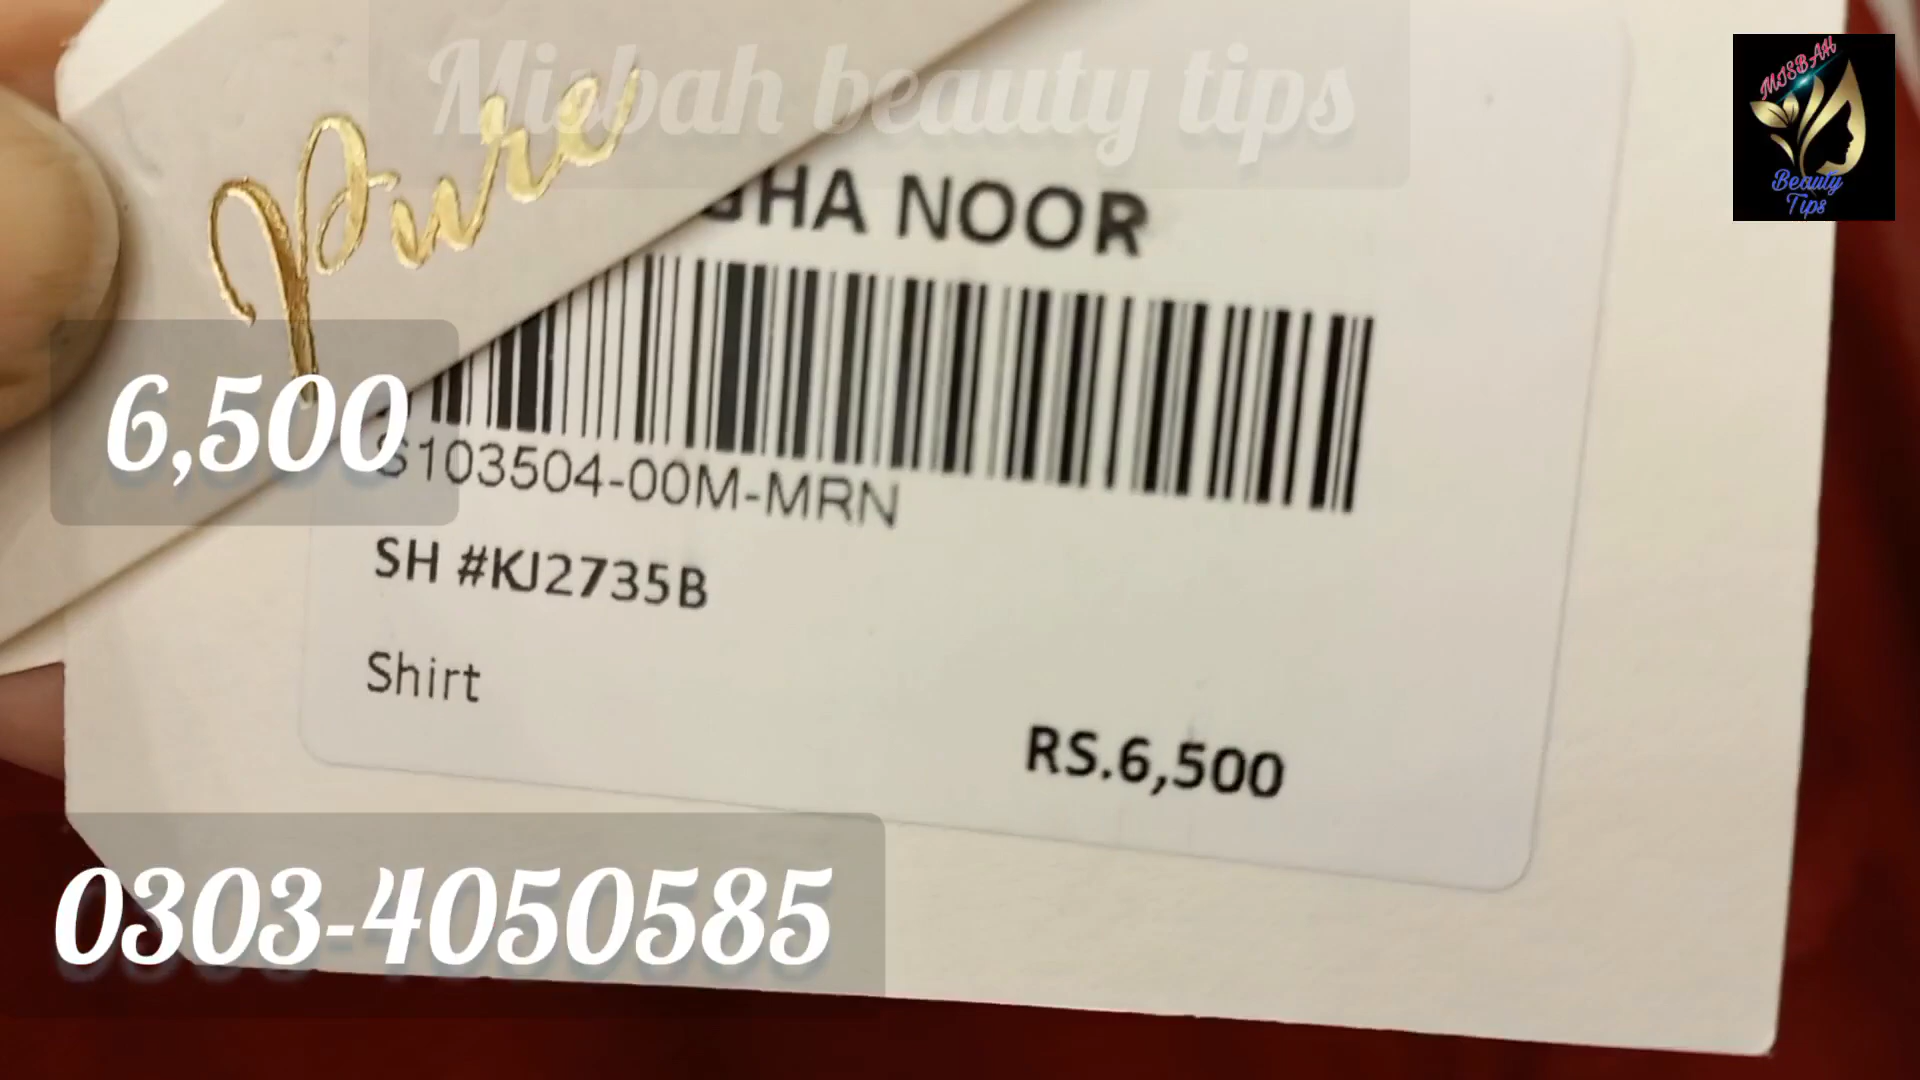 Misbah beauty tips
MISBAH
Beauty
Tips
Pure
GHA NOOR
6,500
S103504-00M-MRN
SH #KJ2735B
Shirt
RS.6,500
0303-4050585